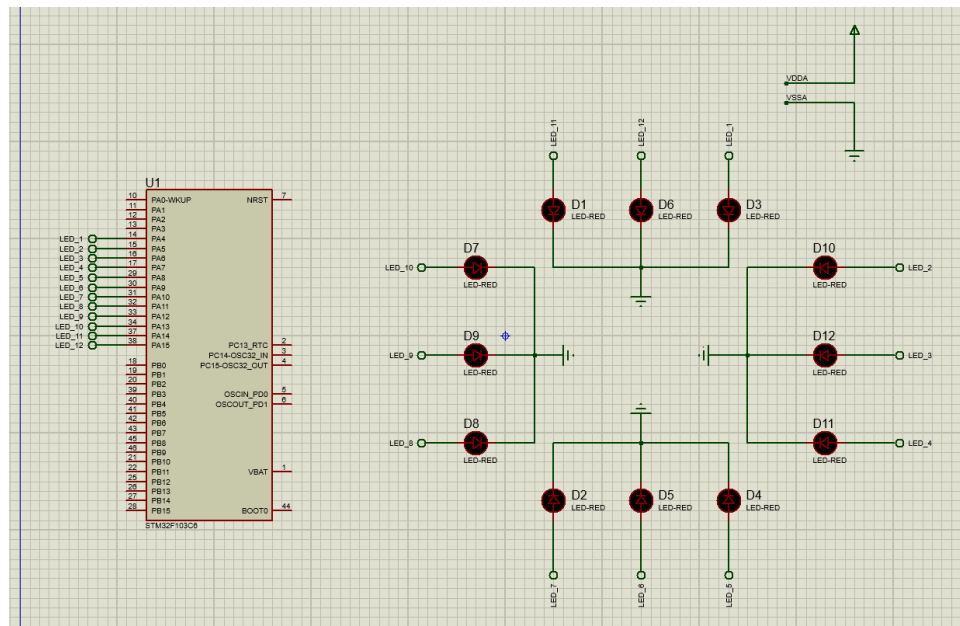 VDDA
VSSA
LED_11
LED_12
LED_1
U1
10 PA0-WKUP NRST 7
11 PA1
12 PA2
13 PA3
LED_1 14 PA4
LED_2 15 PA5
LED_3 16 PA6
LED_4 17 PA7
LED_5 29 PA8
LED_6 30 PA9
LED_7 31 PA10
LED_8 32 PA11
LED_9 33 PA12
LED_10 34 PA13
LED_11 37 PA14
LED_12 38 PA15
PC13_RTC 2
PC14-OSC32_IN 3
18 PB0 PC15-OSC32_OUT 4
19 PB1
20 PB2
39 PB3 OSCIN_PD0 5
40 PB4 OSCOUT_PD1 6
41 PB5
42 PB6
43 PB7
45 PB8
46 PB9
21 PB10
22 PB11 VBAT 1
25 PB12
26 PB13
27 PB14
28 PB15 BOOT0 44
STM32F103C6
D1
LED-RED
D6
LED-RED
D3
LED-RED
D7
LED_10
LED-RED
D10
LED_2
LED-RED
D9
LED_9
LED-RED
D12
LED_3
LED-RED
D8
LED_8
LED-RED
D11
LED_4
LED-RED
D2
LED-RED
D5
LED-RED
D4
LED-RED
LED_7
LED_6
LED_5